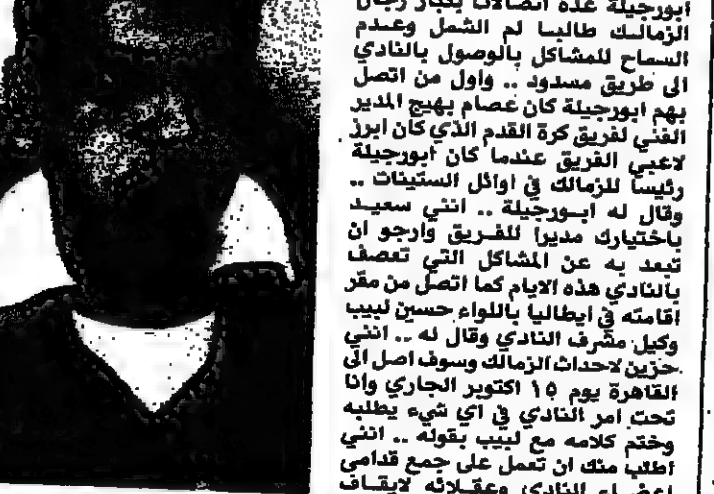 ابورجيلة عدة اتصالات بكبار رجال
الزمالك طالبا لم الشمل وعدم
السماح للمشاكل بالوصول بالنادي
الى طريق مسدود .. واول من اتصل
بهم ابورجيلة كان عصام بهيج المدير
الفني لفريق كرة القدم الذي كان ابرز
لاعبي الفريق عندما كان ابورجيلة
رئيسا للزمالك في اوائل الستينات ..
وقال له ابورجيلة .. انني سعيد
باختيارك مديرا للفريق وارجو ان
تبعد به عن المشاكل التي تعصف
بالنادي هذه الايام كما اتصل من مقر
اقامته في ايطاليا باللواء حسين لبيب
وكيل مشرف النادي وقال له .. انني
حزين لاحداث الزمالك وسوف اصل الى
القاهرة يوم ١٥ اكتوبر الجاري وانا
تحت امر النادي في اي شيء يطلبه
وختم كلامه مع لبيب بقوله .. انني
اطلب منك ان تعمل على جمع قدامى
اعضاء النادي وعقلائه لايقاف